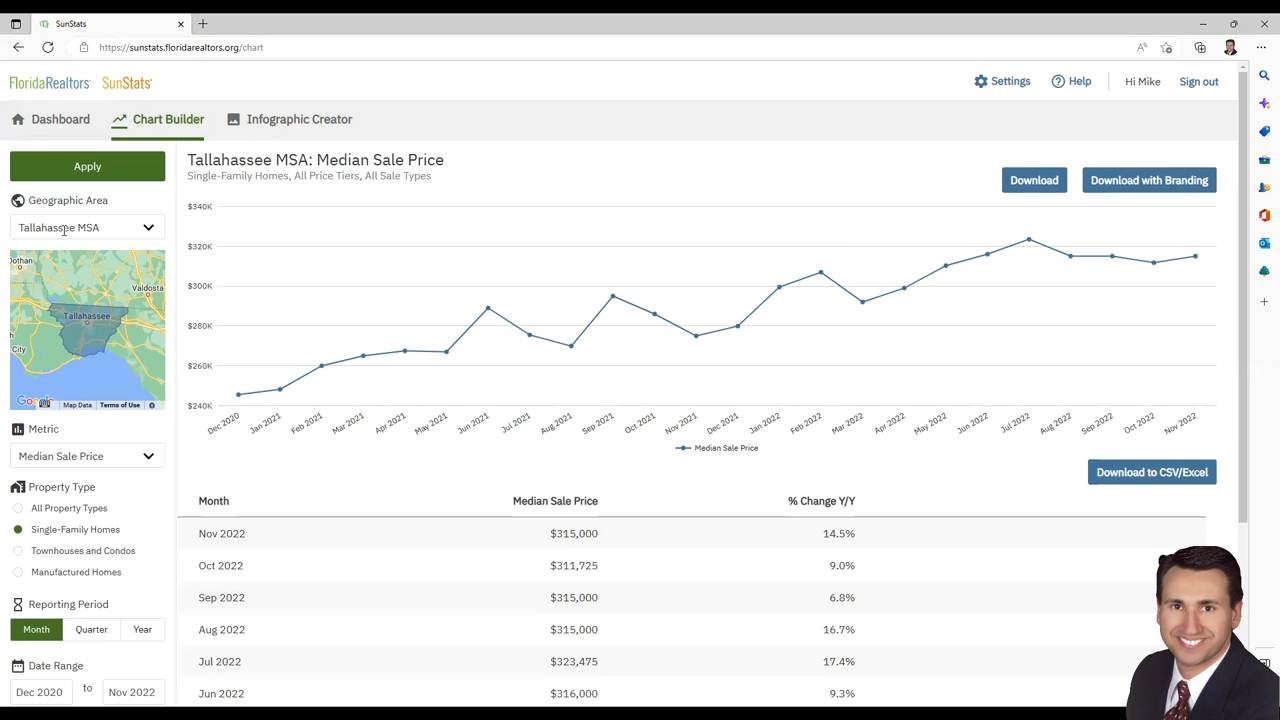 SunStats
https://sunstats.floridarealtors.org/chart
FloridaRealtors SunStats
Settings
Help
Hi Mike
Sign out
Dashboard
Chart Builder
Infographic Creator
Apply
Geographic Area
Tallahassee MSA
Dothan
Valdosta
Tallahassee
City
Google
Map Data
Terms of Use
Metric
Median Sale Price
Property Type
All Property Types
Single-Family Homes
Townhouses and Condos
Manufactured Homes
Reporting Period
Month
Quarter
Year
Date Range
Dec 2020
to
Nov 2022
Tallahassee MSA: Median Sale Price
Single-Family Homes, All Price Tiers, All Sale Types
Download
Download with Branding
$340K
$320K
$300K
$280K
$260K
$240K
Dec 2020
Jan 2021
Feb 2021
Mar 2021
Apr 2021
May 2021
Jun 2021
Jul 2021
Aug 2021
Sep 2021
Oct 2021
Nov 2021
Dec 2021
Jan 2022
Feb 2022
Mar 2022
Apr 2022
May 2022
Jun 2022
Jul 2022
Aug 2022
Sep 2022
Oct 2022
Nov 2022
Median Sale Price
Download to CSV/Excel
Month Median Sale Price % Change Y/Y
Nov 2022 $315,000 14.5%
Oct 2022 $311,725 9.0%
Sep 2022 $315,000 6.8%
Aug 2022 $315,000 16.7%
Jul 2022 $323,475 17.4%
Jun 2022 $316,000 9.3%